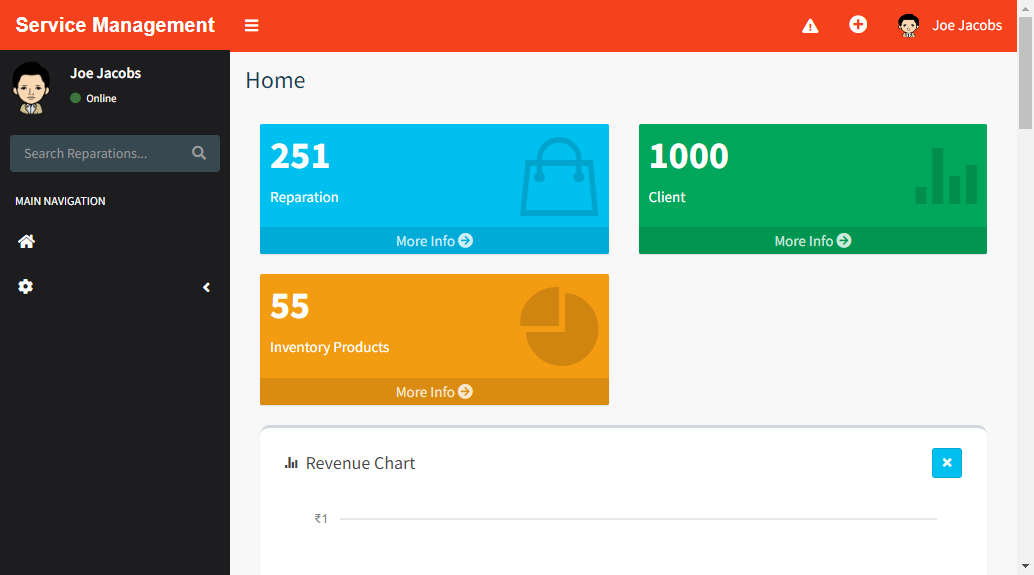 Service Management
Joe Jacobs
Joe Jacobs
Online
Search Reparations...
MAIN NAVIGATION
Home
251
Reparation
More Info
1000
Client
More Info
55
Inventory Products
More Info
Revenue Chart
₹1